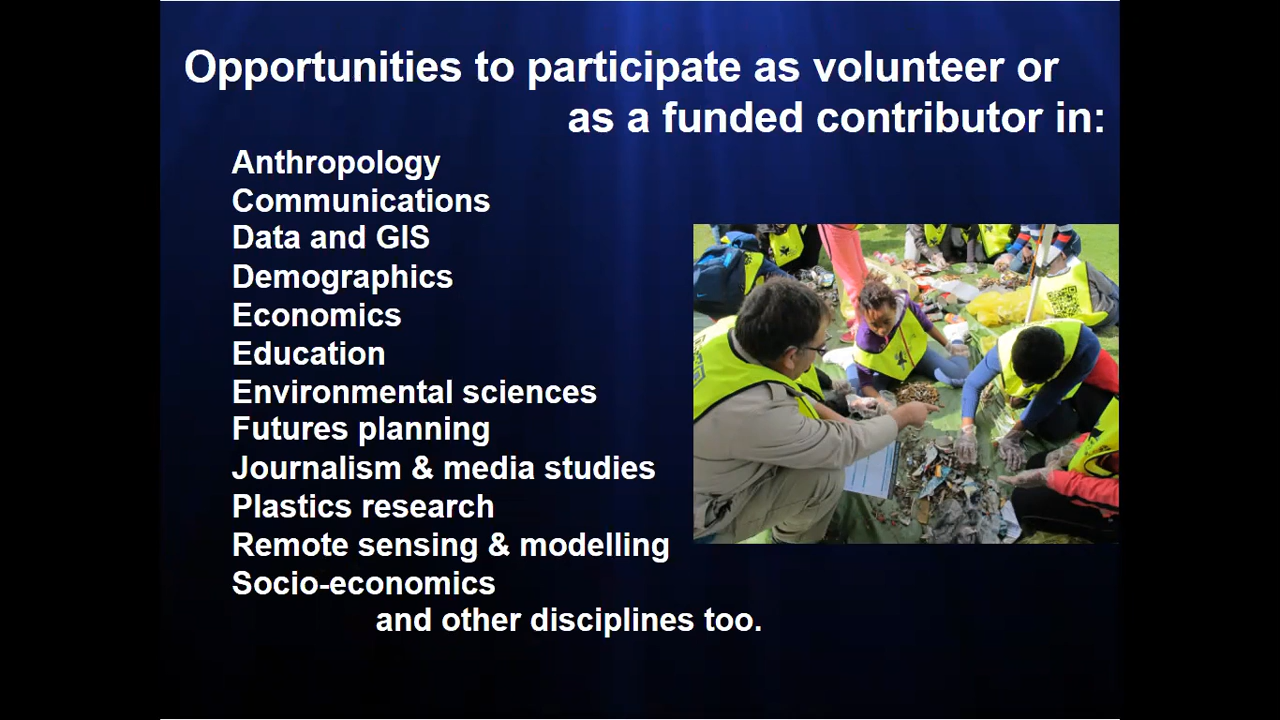 Opportunities to participate as volunteer or
as a funded contributor in:
Anthropology
Communications
Data and GIS
Demographics
Economics
Education
Environmental sciences
Futures planning
Journalism & media studies
Plastics research
Remote sensing & modelling
Socio-economics
and other disciplines too.